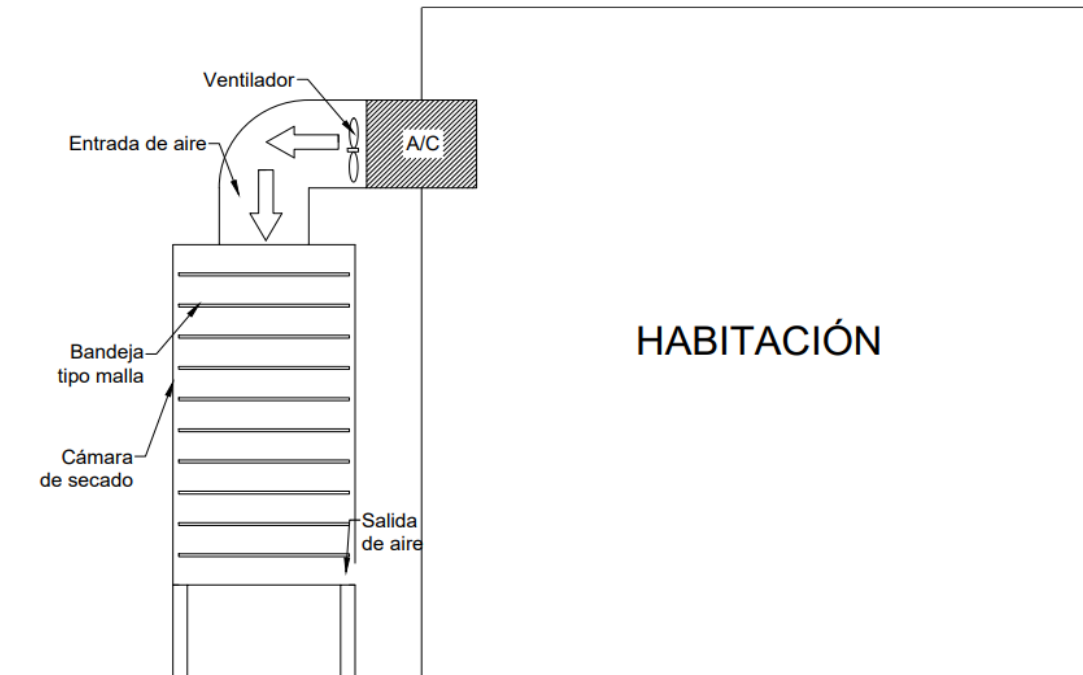 Ventilador
A/C
Entrada de aire
HABITACIÓN
Bandeja
tipo malla
Cámara
de secado
Salida
de aire